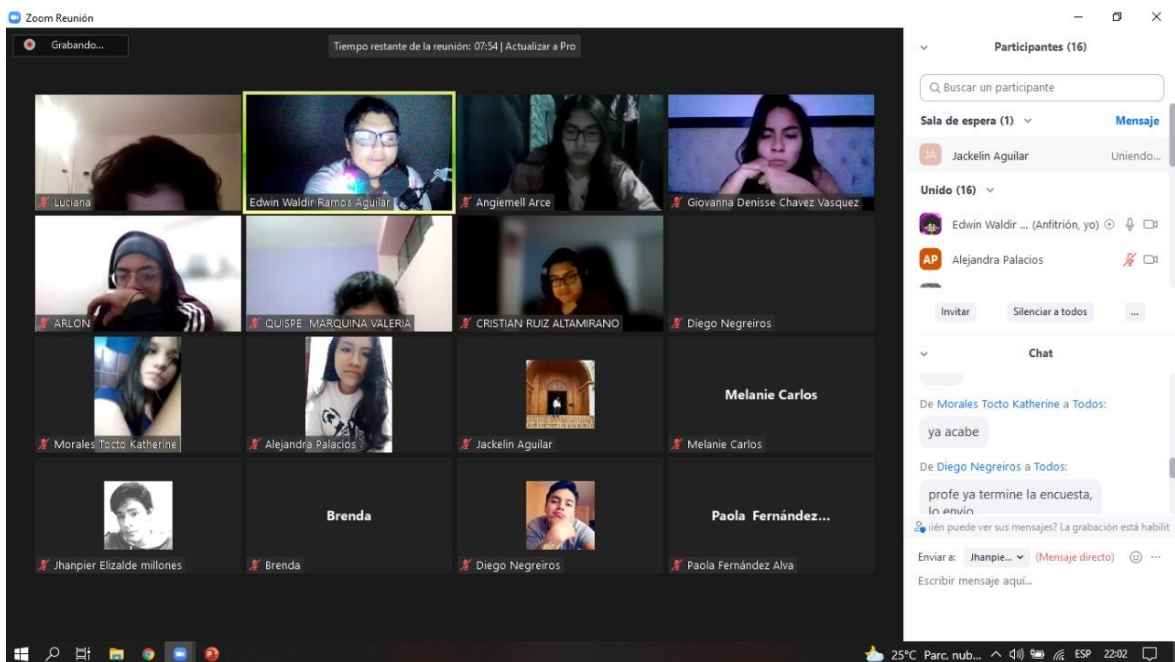 Zoom Reunión
Grabando...
Tiempo restante de la reunión: 07:54 | Actualizar a Pro
Luciana
Edwin Waldir Ramos Aguilar
Angiemell Arce
Giovanna Denisse Chavez Vasquez
ARLON
QUISPE MARQUINA VALERIA
CRISTIAN RUIZ ALTAMIRANO
Diego Negreiros
Morales Tocto Katherine
Alejandra Palacios
Jackelin Aguilar
Melanie Carlos
Melanie Carlos
Jhanpier Elizalde millones
Brenda
Brenda
Diego Negreiros
Paola Fernández...
Paola Fernández Alva
Participantes (16)
Buscar un participante
Sala de espera (1)
Mensaje
JA
Jackelin Aguilar
Uniendo...
Unido (16)
Edwin Waldir ... (Anfitrión, yo)
AP
Alejandra Palacios
Invitar
Silenciar a todos
...
Chat
De Morales Tocto Katherine a Todos:
ya acabe
De Diego Negreiros a Todos:
profe ya termine la encuesta,
lo envio
ién puede ver sus mensajes? La grabación está habilit
Enviar a: Jhanpie... (Mensaje directo)
Escribir mensaje aquí...
25°C Parc. nub... ESP 22:02